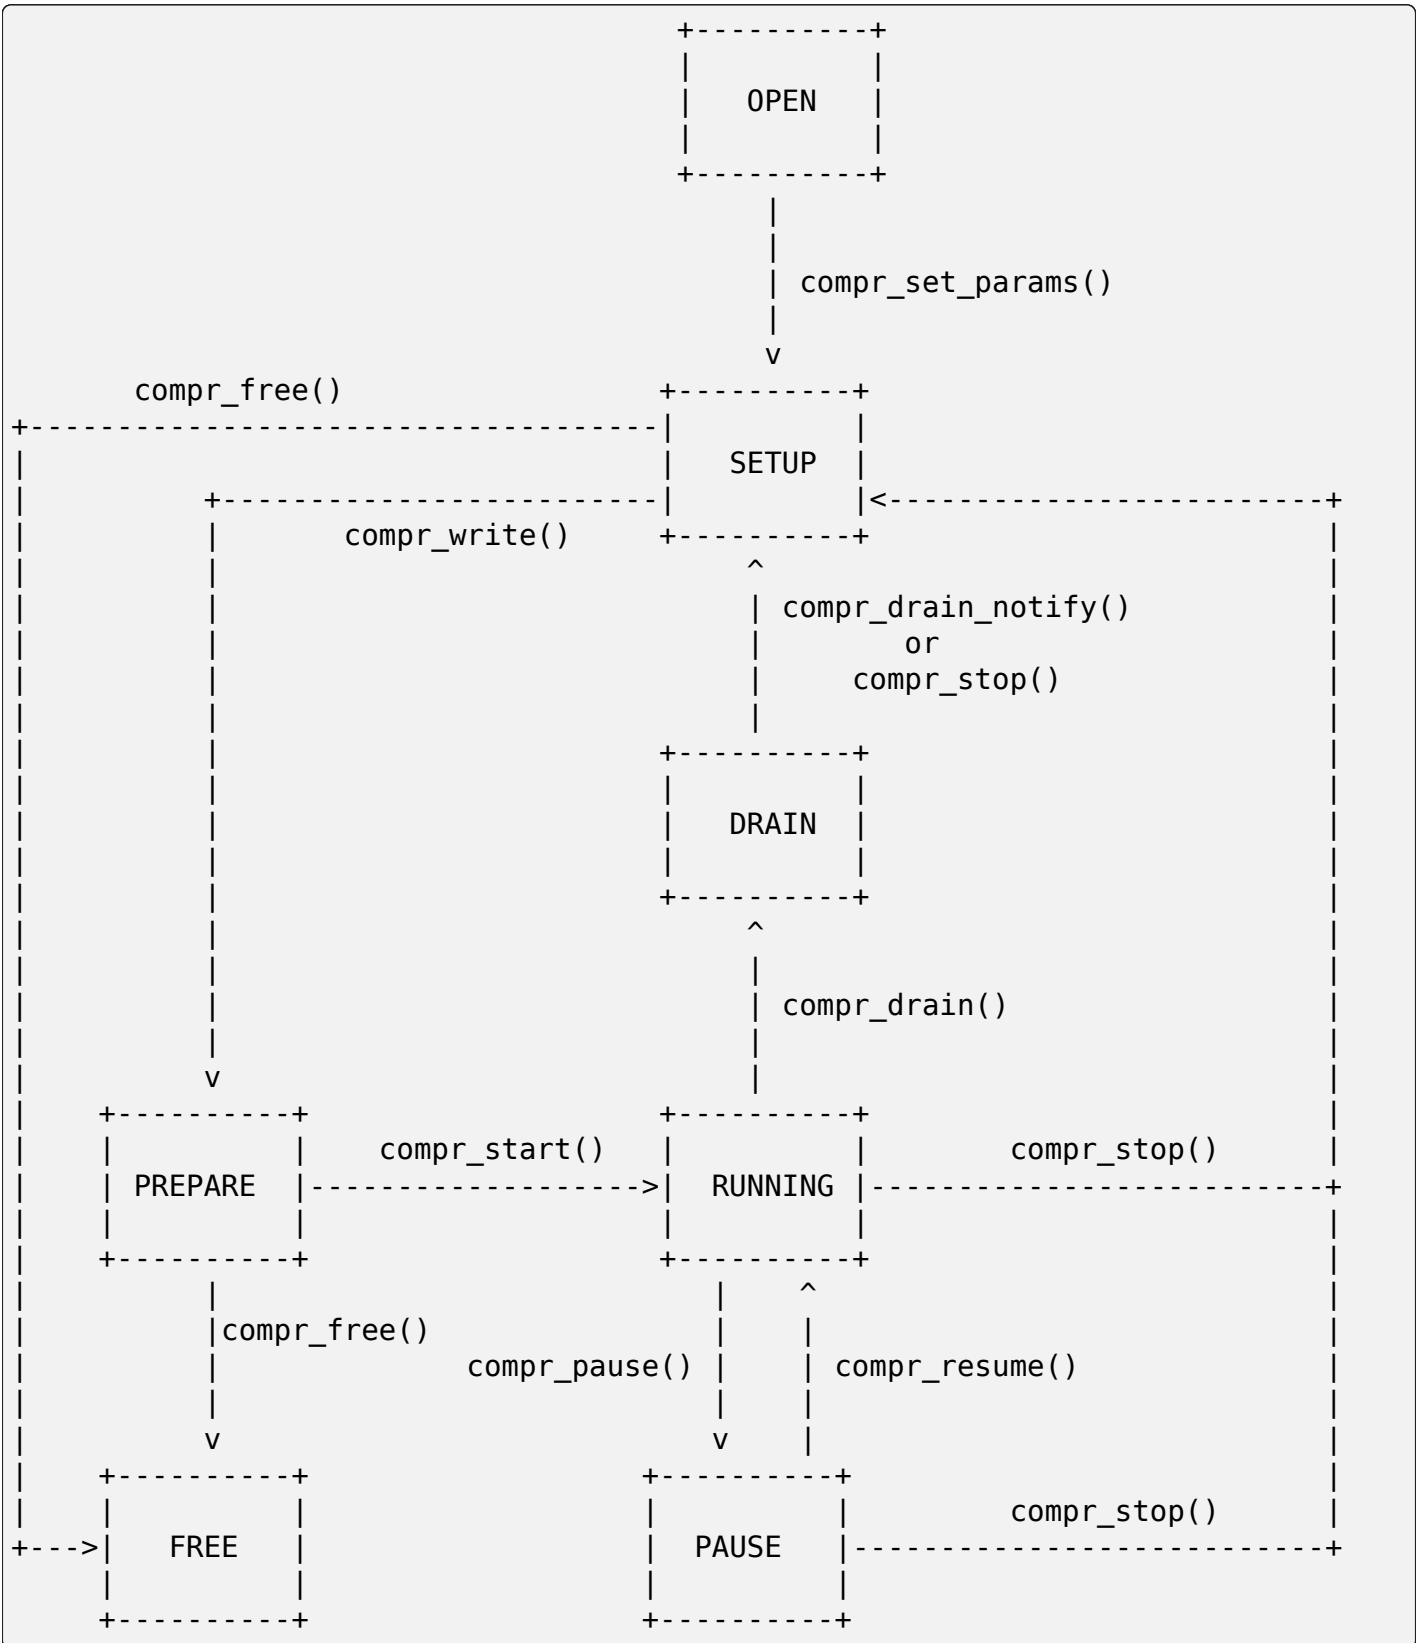 OPEN
compr_set_params()
compr_free()
SETUP
compr_write()
compr_drain_notify()
or
compr_stop()
DRAIN
compr_drain()
compr_start()
compr_stop()
PREPARE
RUNNING
compr_free()
compr_pause()
compr_resume()
compr_stop()
FREE
PAUSE